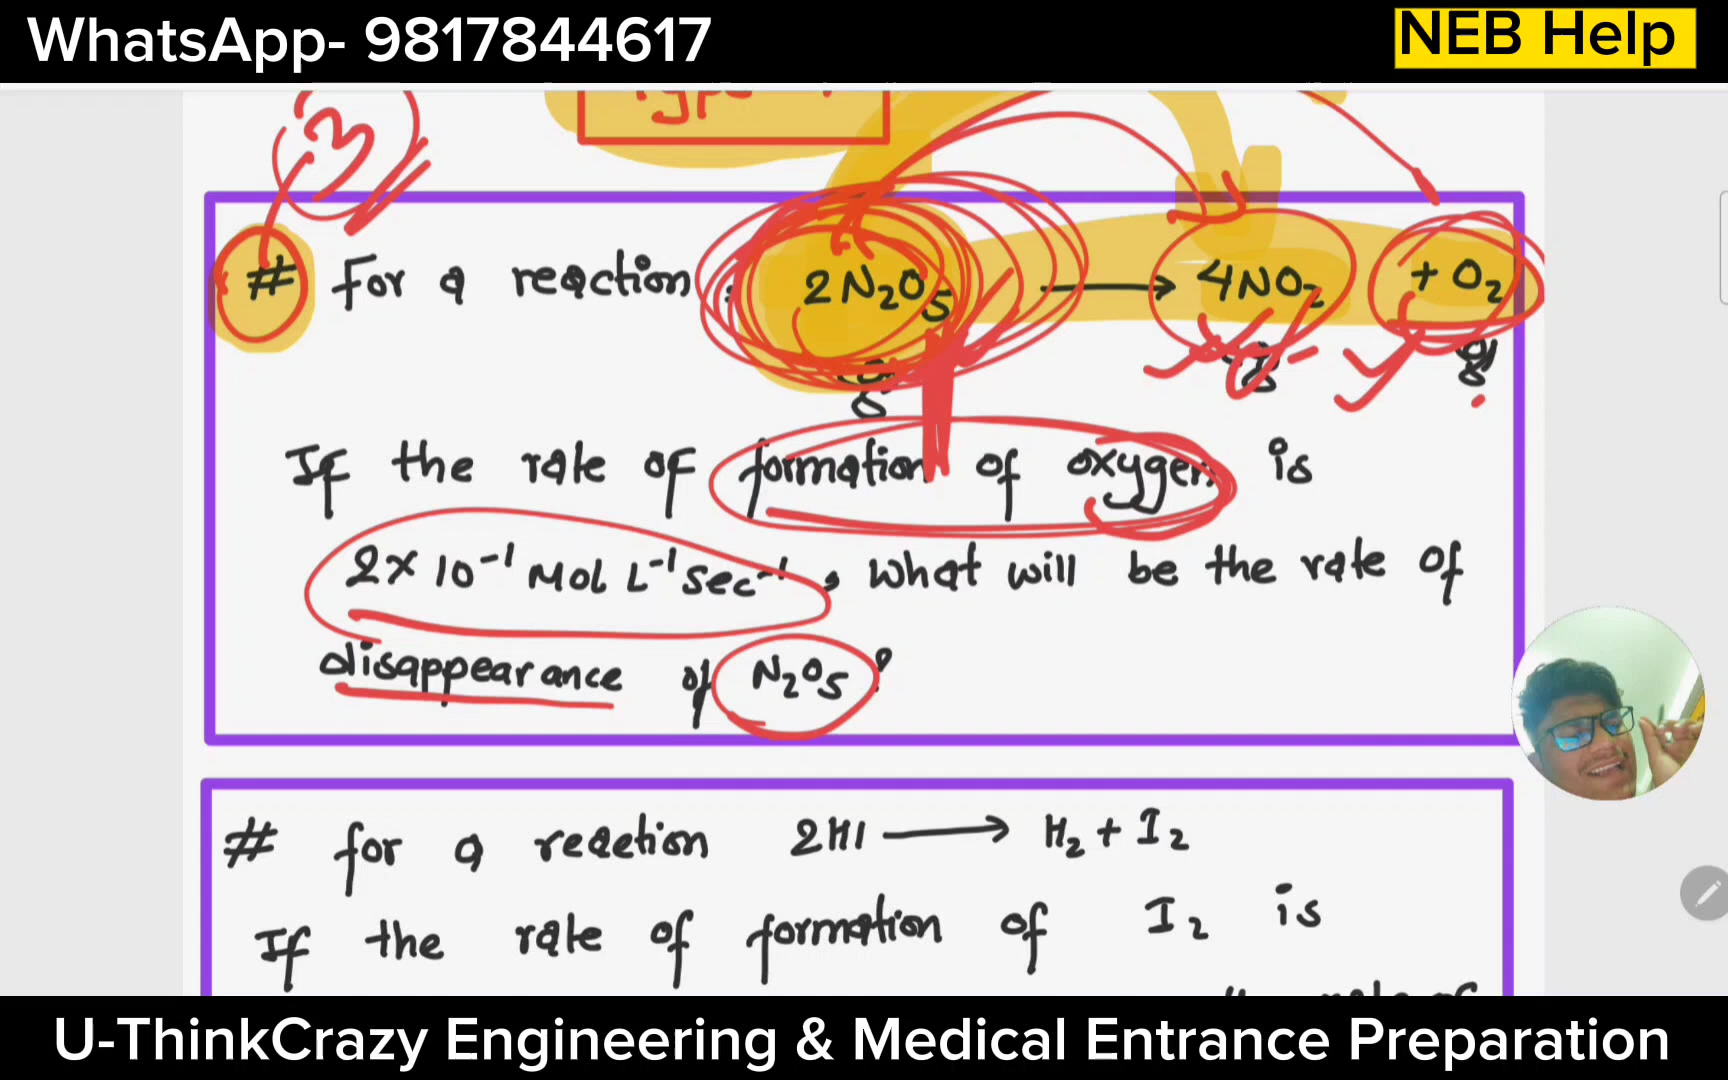 WhatsApp- 9817844617
NEB Help
3
# For a reaction : 2N₂O₅ ⟶ 4NO₂ + O₂
g g g
If the rate of formation of oxygen is
2 × 10⁻¹ Mol L⁻¹ sec⁻¹, what will be the rate of
disappearance of N₂O₅?
# for a reaction 2HI ⟶ H₂ + I₂
If the rate of formation of I₂ is
U-ThinkCrazy Engineering & Medical Entrance Preparation